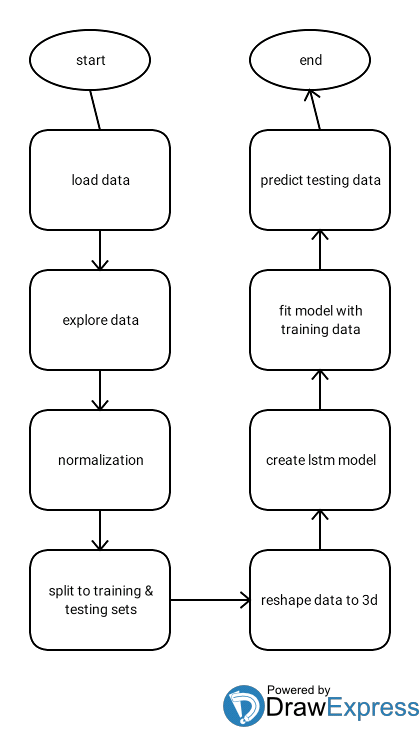 start
load data
explore data
normalization
split to training &
testing sets
reshape data to 3d
create lstm model
fit model with
training data
predict testing data
end
Powered by
DrawExpress